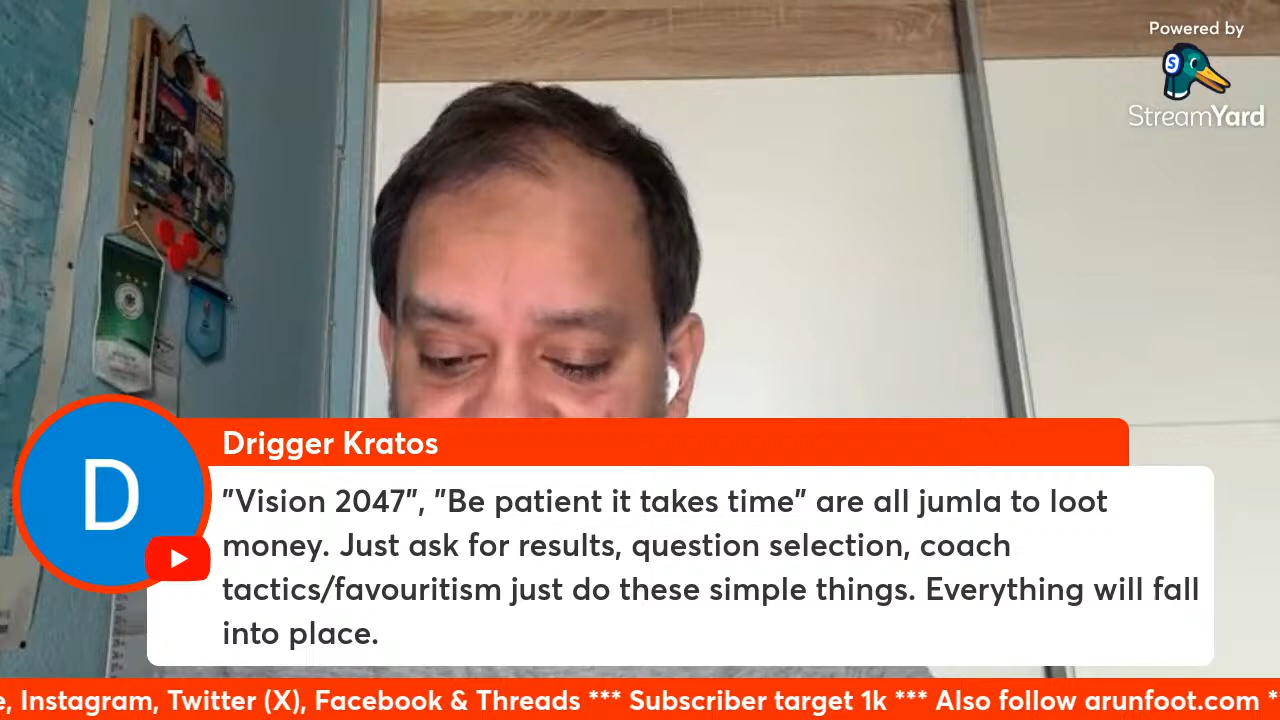 Powered by
StreamYard
D
Drigger Kratos
"Vision 2047", "Be patient it takes time" are all jumla to loot
money. Just ask for results, question selection, coach
tactics/favouritism just do these simple things. Everything will fall
into place.
e, Instagram, Twitter (X), Facebook & Threads *** Subscriber target 1k *** Also follow arunfoot.com *